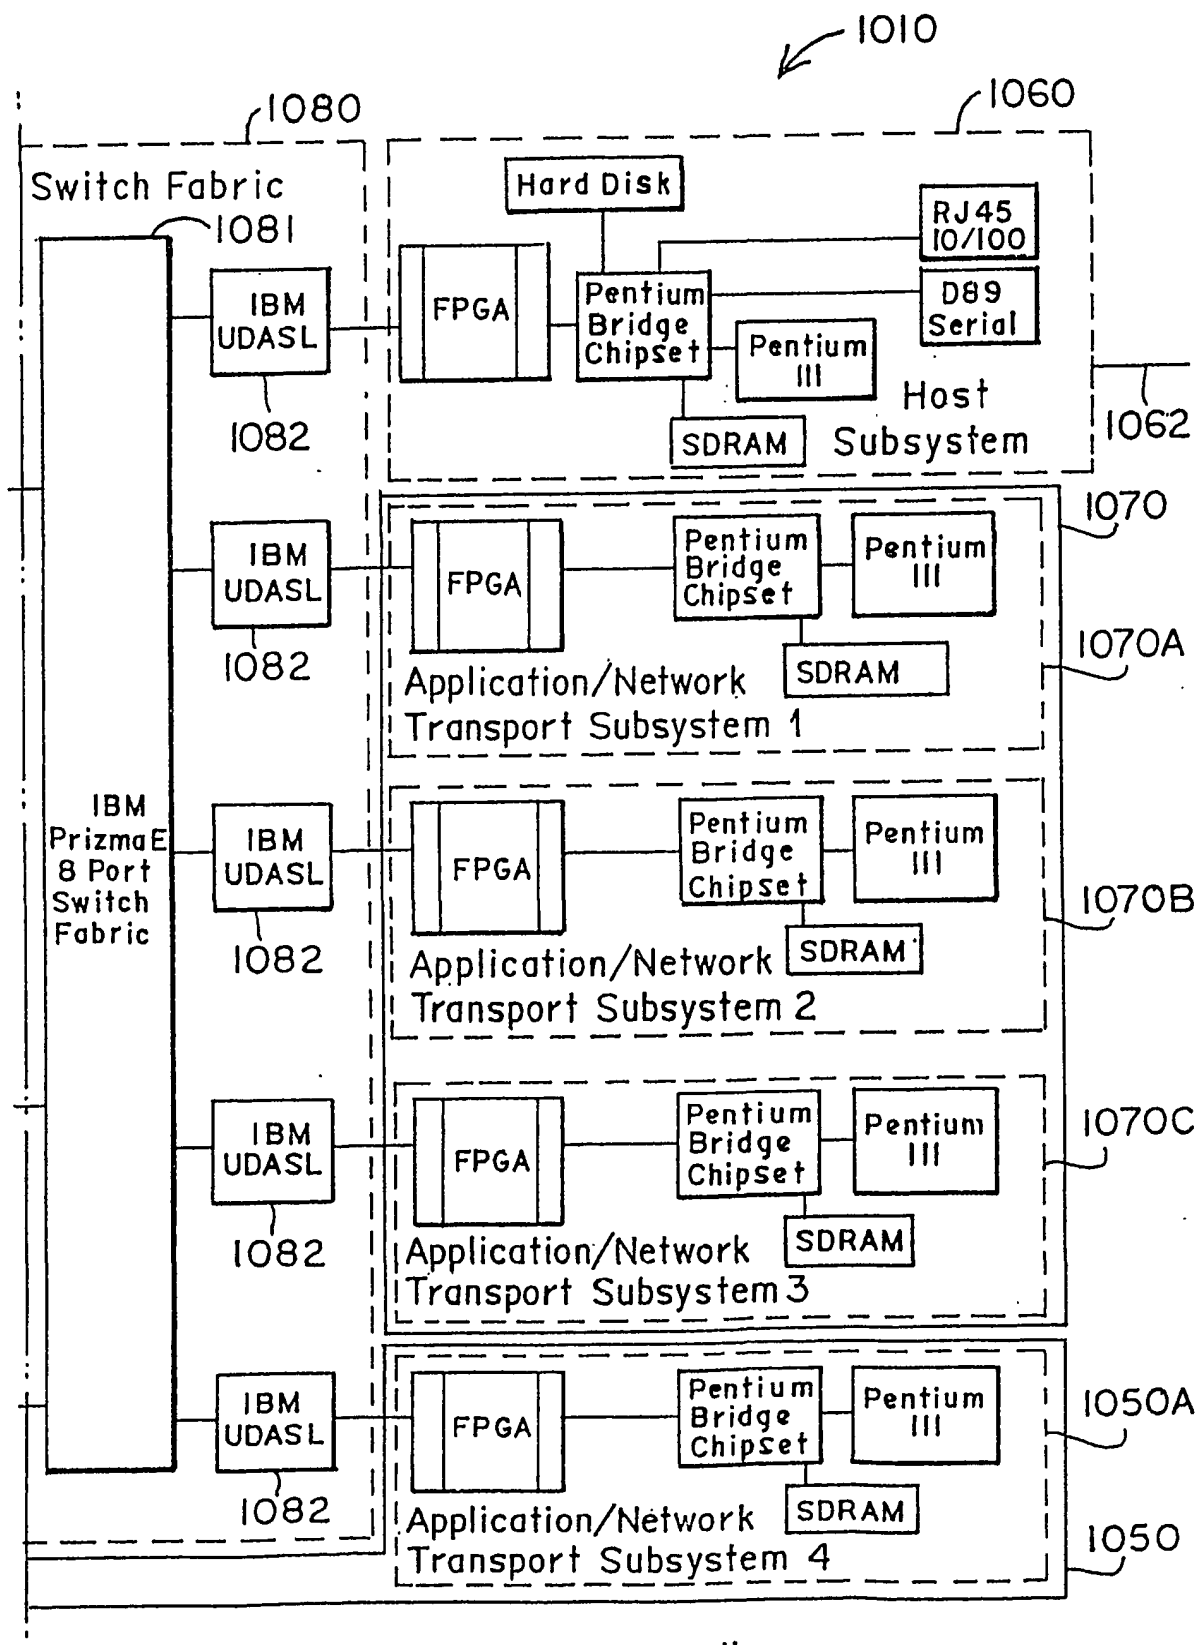 1010
1080
1060
Switch Fabric
1081
IBM
PrizmaE
8 Port
Switch
Fabric
IBM
UDASL
1082
Hard Disk
FPGA
Pentium
Bridge
Chipset
RJ45
10/100
D89
Serial
Pentium
III
SDRAM
Host
Subsystem
1062
1070
IBM
UDASL
1082
FPGA
Pentium
Bridge
Chipset
Pentium
III
SDRAM
Application/Network
Transport Subsystem 1
1070A
IBM
UDASL
1082
FPGA
Pentium
Bridge
Chipset
Pentium
III
SDRAM
Application/Network
Transport Subsystem 2
1070B
IBM
UDASL
1082
FPGA
Pentium
Bridge
Chipset
Pentium
III
SDRAM
Application/Network
Transport Subsystem 3
1070C
IBM
UDASL
1082
FPGA
Pentium
Bridge
Chipset
Pentium
III
SDRAM
Application/Network
Transport Subsystem 4
1050A
1050